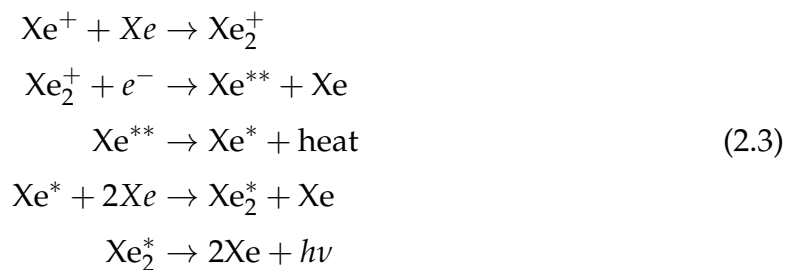 Xe⁺ + Xe → Xe₂⁺
Xe₂⁺ + e⁻ → Xe** + Xe
Xe** → Xe* + heat (2.3)
Xe* + 2Xe → Xe₂* + Xe
Xe₂* → 2Xe + hν